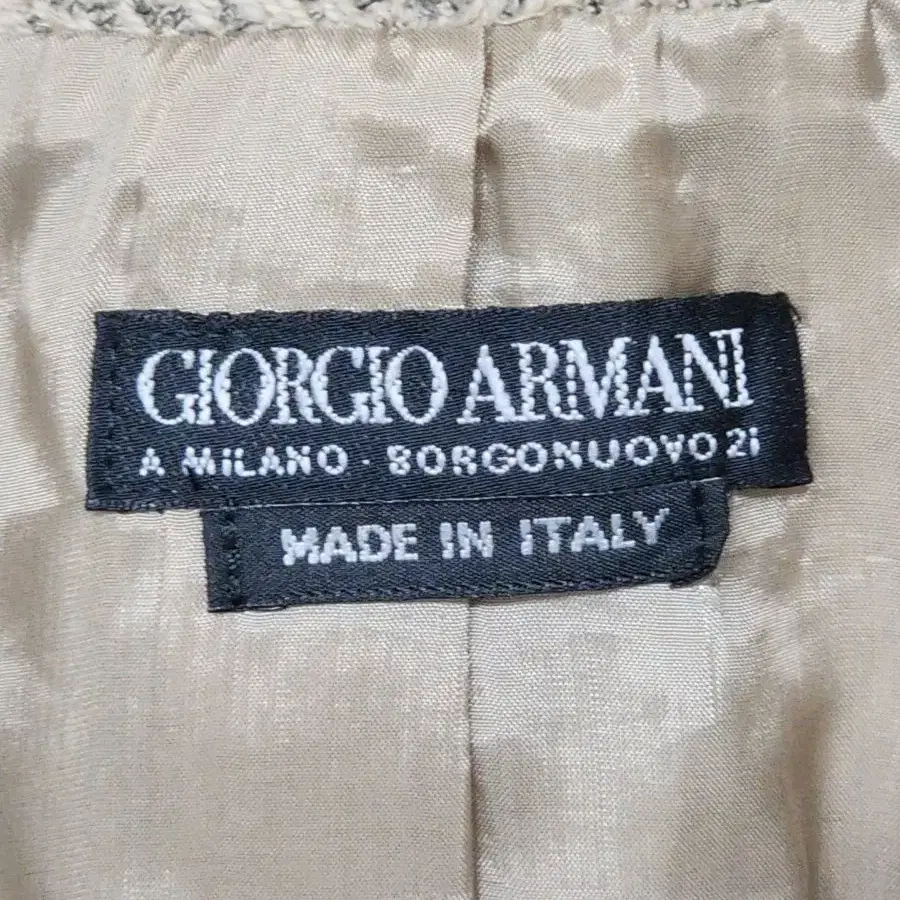 GIORGIO ARMANI
A MILANO · BORGONUOVO 21
MADE IN ITALY